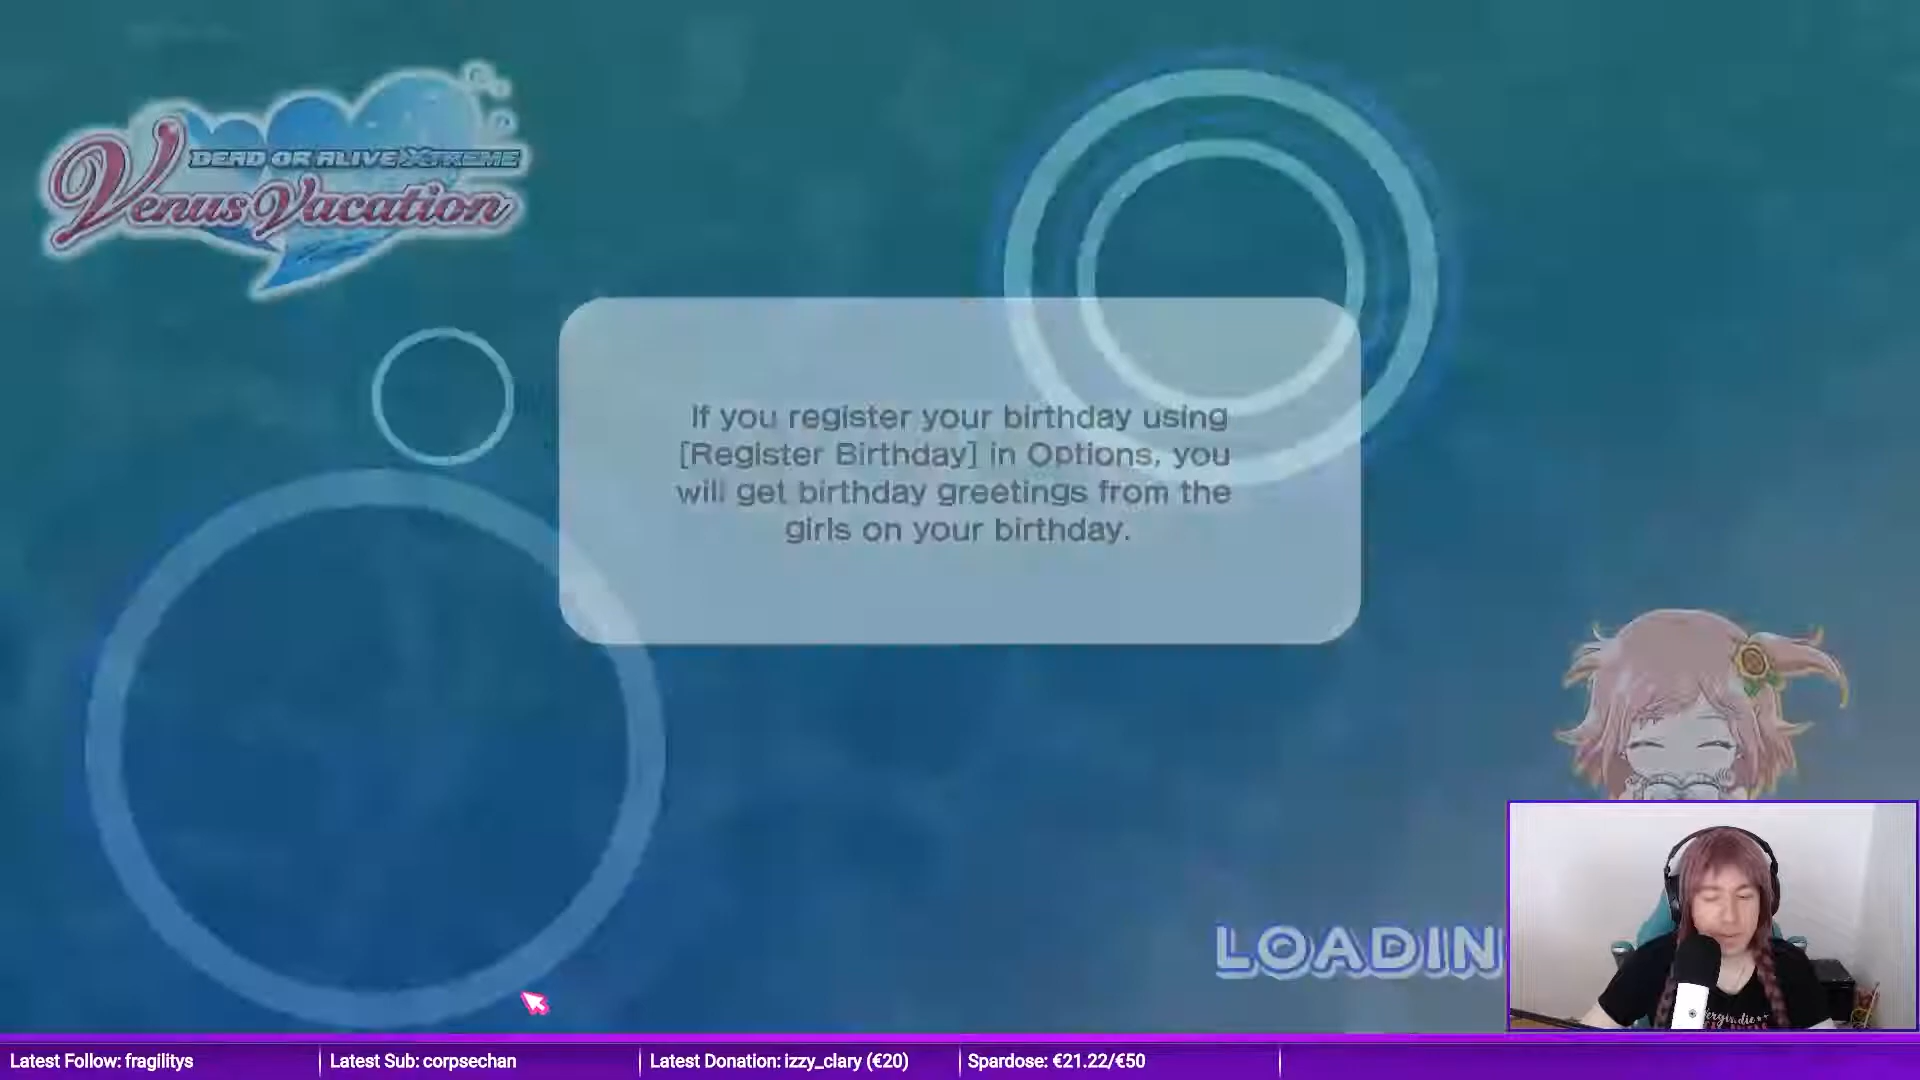 DEAD OR ALIVE XTREME
Venus Vacation
If you register your birthday using
[Register Birthday] in Options, you
will get birthday greetings from the
girls on your birthday.
LOADIN
Latest Follow: fragilitys
Latest Sub: corpsechan
Latest Donation: izzy_clary (€20)
Spardose: €21.22/€50